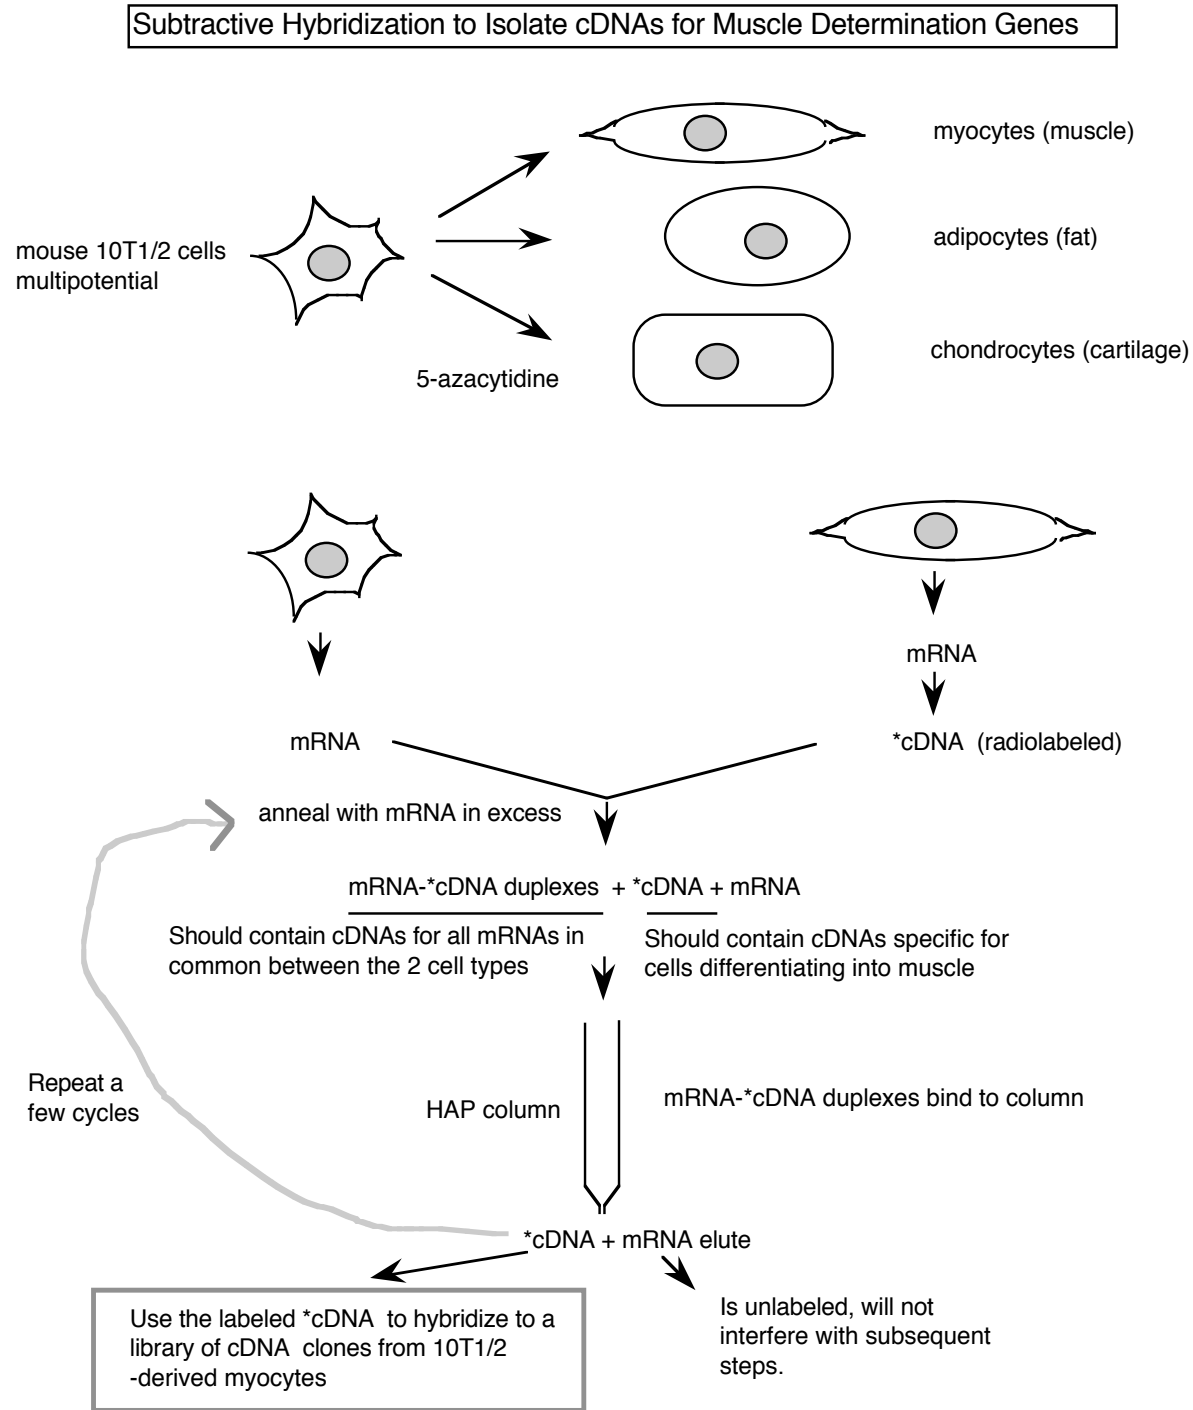 Subtractive Hybridization to Isolate cDNAs for Muscle Determination Genes
myocytes (muscle)
mouse 10T1/2 cells
multipotential
adipocytes (fat)
chondrocytes (cartilage)
5-azacytidine
mRNA
mRNA
*cDNA (radiolabeled)
anneal with mRNA in excess
mRNA-*cDNA duplexes + *cDNA + mRNA
Should contain cDNAs for all mRNAs in
common between the 2 cell types
Should contain cDNAs specific for
cells differentiating into muscle
Repeat a
few cycles
HAP column
mRNA-*cDNA duplexes bind to column
*cDNA + mRNA elute
Use the labeled *cDNA to hybridize to a
library of cDNA clones from 10T1/2
-derived myocytes
Is unlabeled, will not
interfere with subsequent
steps.